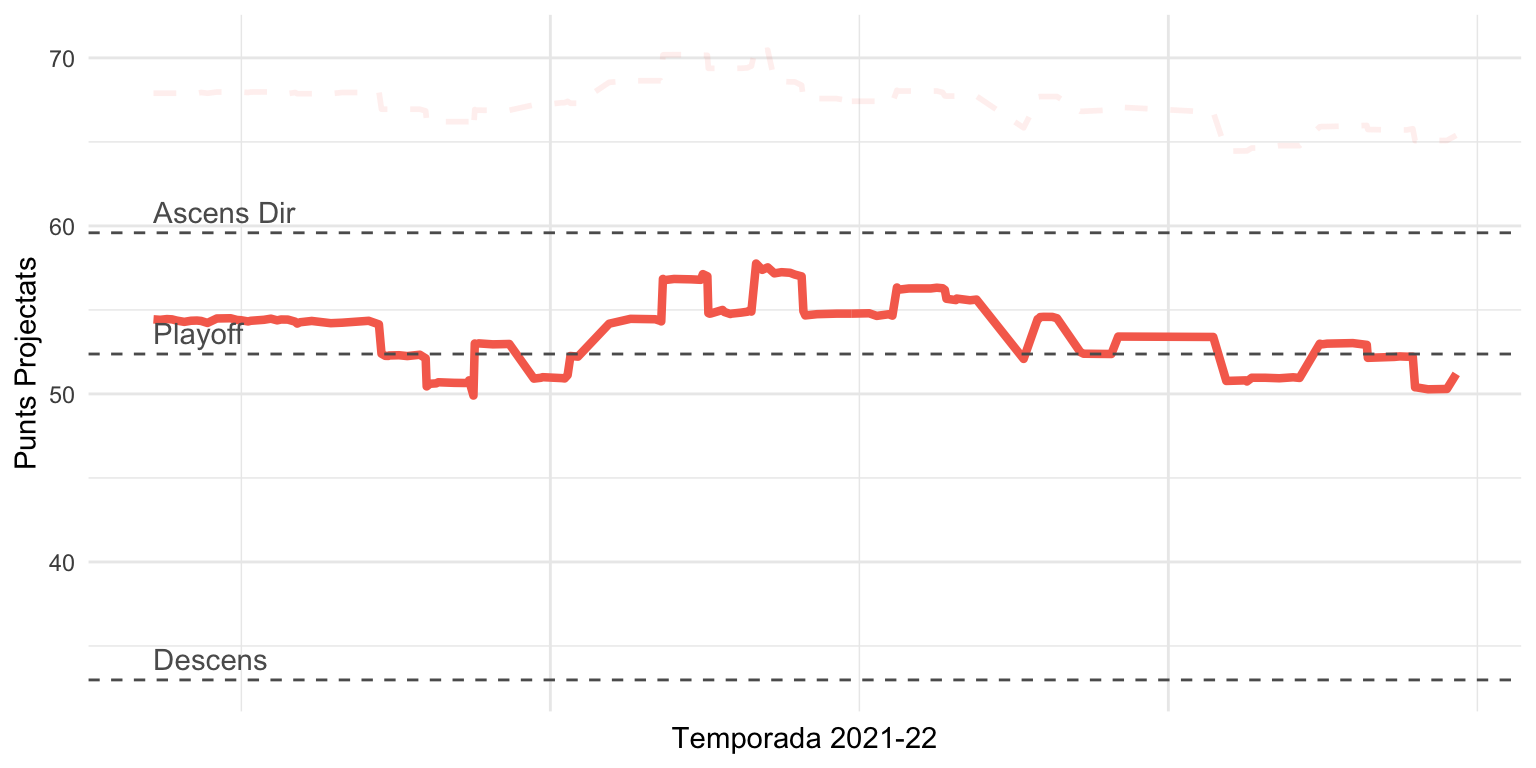 70
60
50
40
Punts Projectats
Ascens Dir
Playoff
Descens
Temporada 2021-22